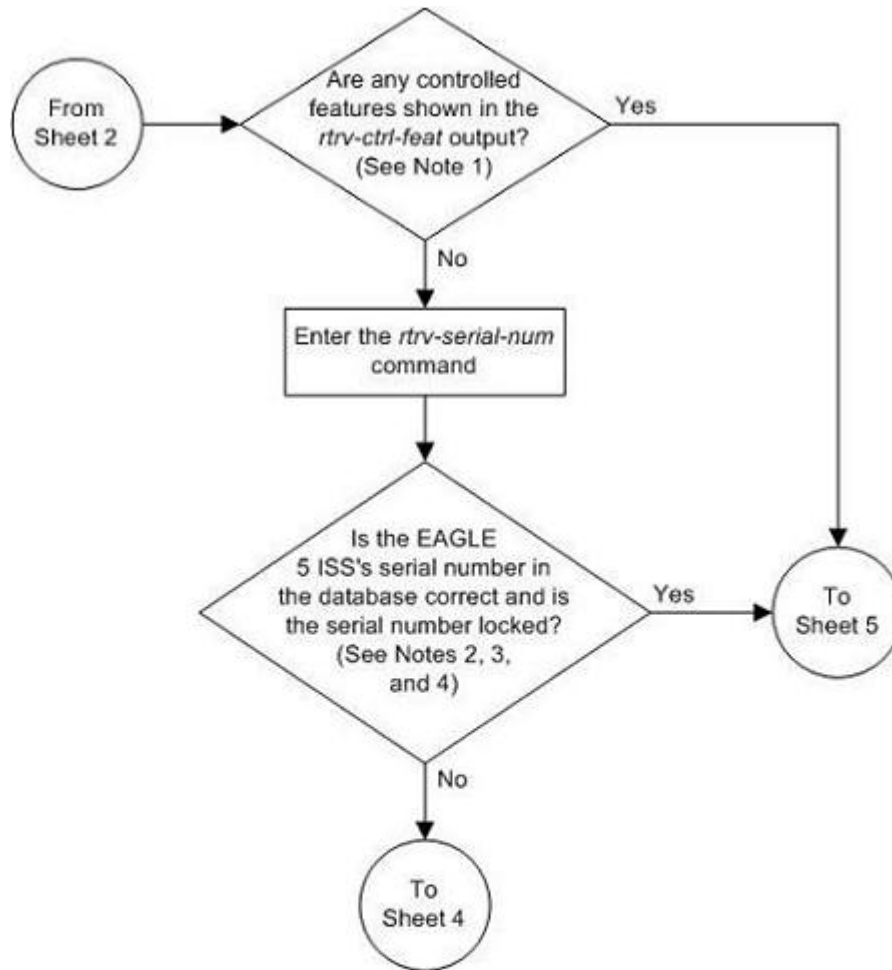 From
Sheet 2
Are any controlled
features shown in the
rtrv-ctrl-feat output?
(See Note 1)
Yes
No
Enter the rtrv-serial-num
command
Is the EAGLE
5 ISS's serial number in
the database correct and is
the serial number locked?
(See Notes 2, 3,
and 4)
Yes
To
Sheet 5
No
To
Sheet 4